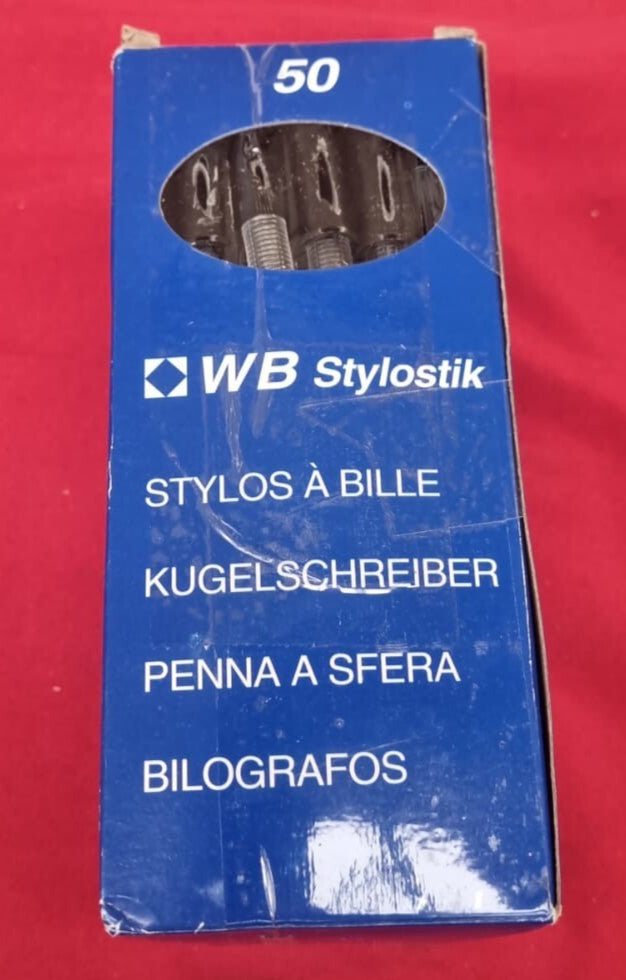 50
WB Stylostik
STYLOS À BILLE
KUGELSCHREIBER
PENNA A SFERA
BILOGRAFOS